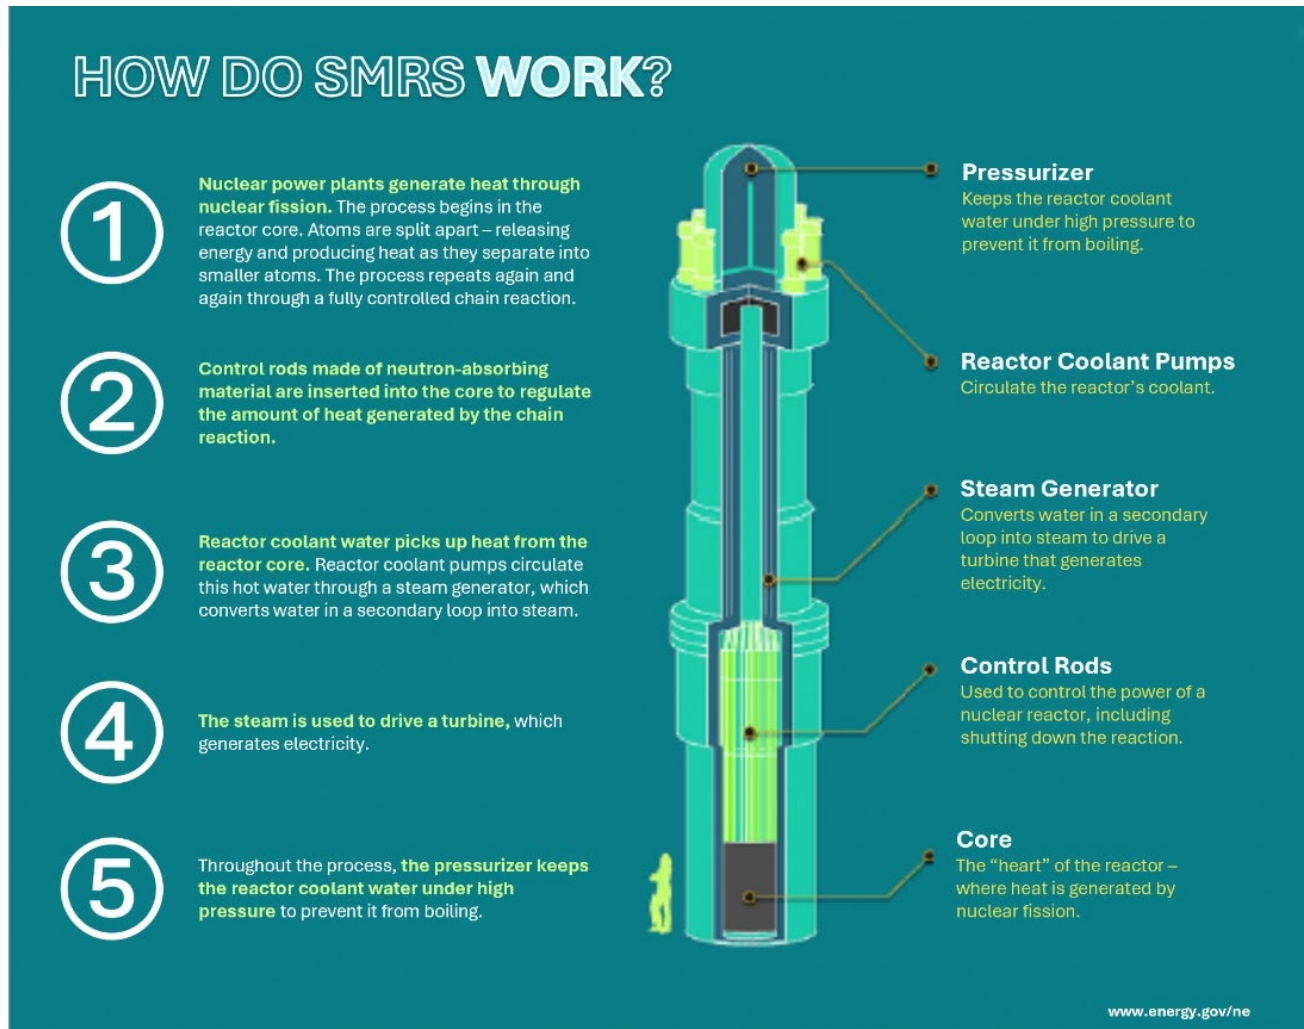 HOW DO SMRS WORK?
1
Nuclear power plants generate heat through
nuclear fission. The process begins in the
reactor core. Atoms are split apart – releasing
energy and producing heat as they separate into
smaller atoms. The process repeats again and
again through a fully controlled chain reaction.
2
Control rods made of neutron-absorbing
material are inserted into the core to regulate
the amount of heat generated by the chain
reaction.
3
Reactor coolant water picks up heat from the
reactor core. Reactor coolant pumps circulate
this hot water through a steam generator, which
converts water in a secondary loop into steam.
4
The steam is used to drive a turbine, which
generates electricity.
5
Throughout the process, the pressurizer keeps
the reactor coolant water under high
pressure to prevent it from boiling.
Pressurizer
Keeps the reactor coolant
water under high pressure to
prevent it from boiling.
Reactor Coolant Pumps
Circulate the reactor's coolant.
Steam Generator
Converts water in a secondary
loop into steam to drive a
turbine that generates
electricity.
Control Rods
Used to control the power of a
nuclear reactor, including
shutting down the reaction.
Core
The “heart” of the reactor –
where heat is generated by
nuclear fission.
www.energy.gov/ne